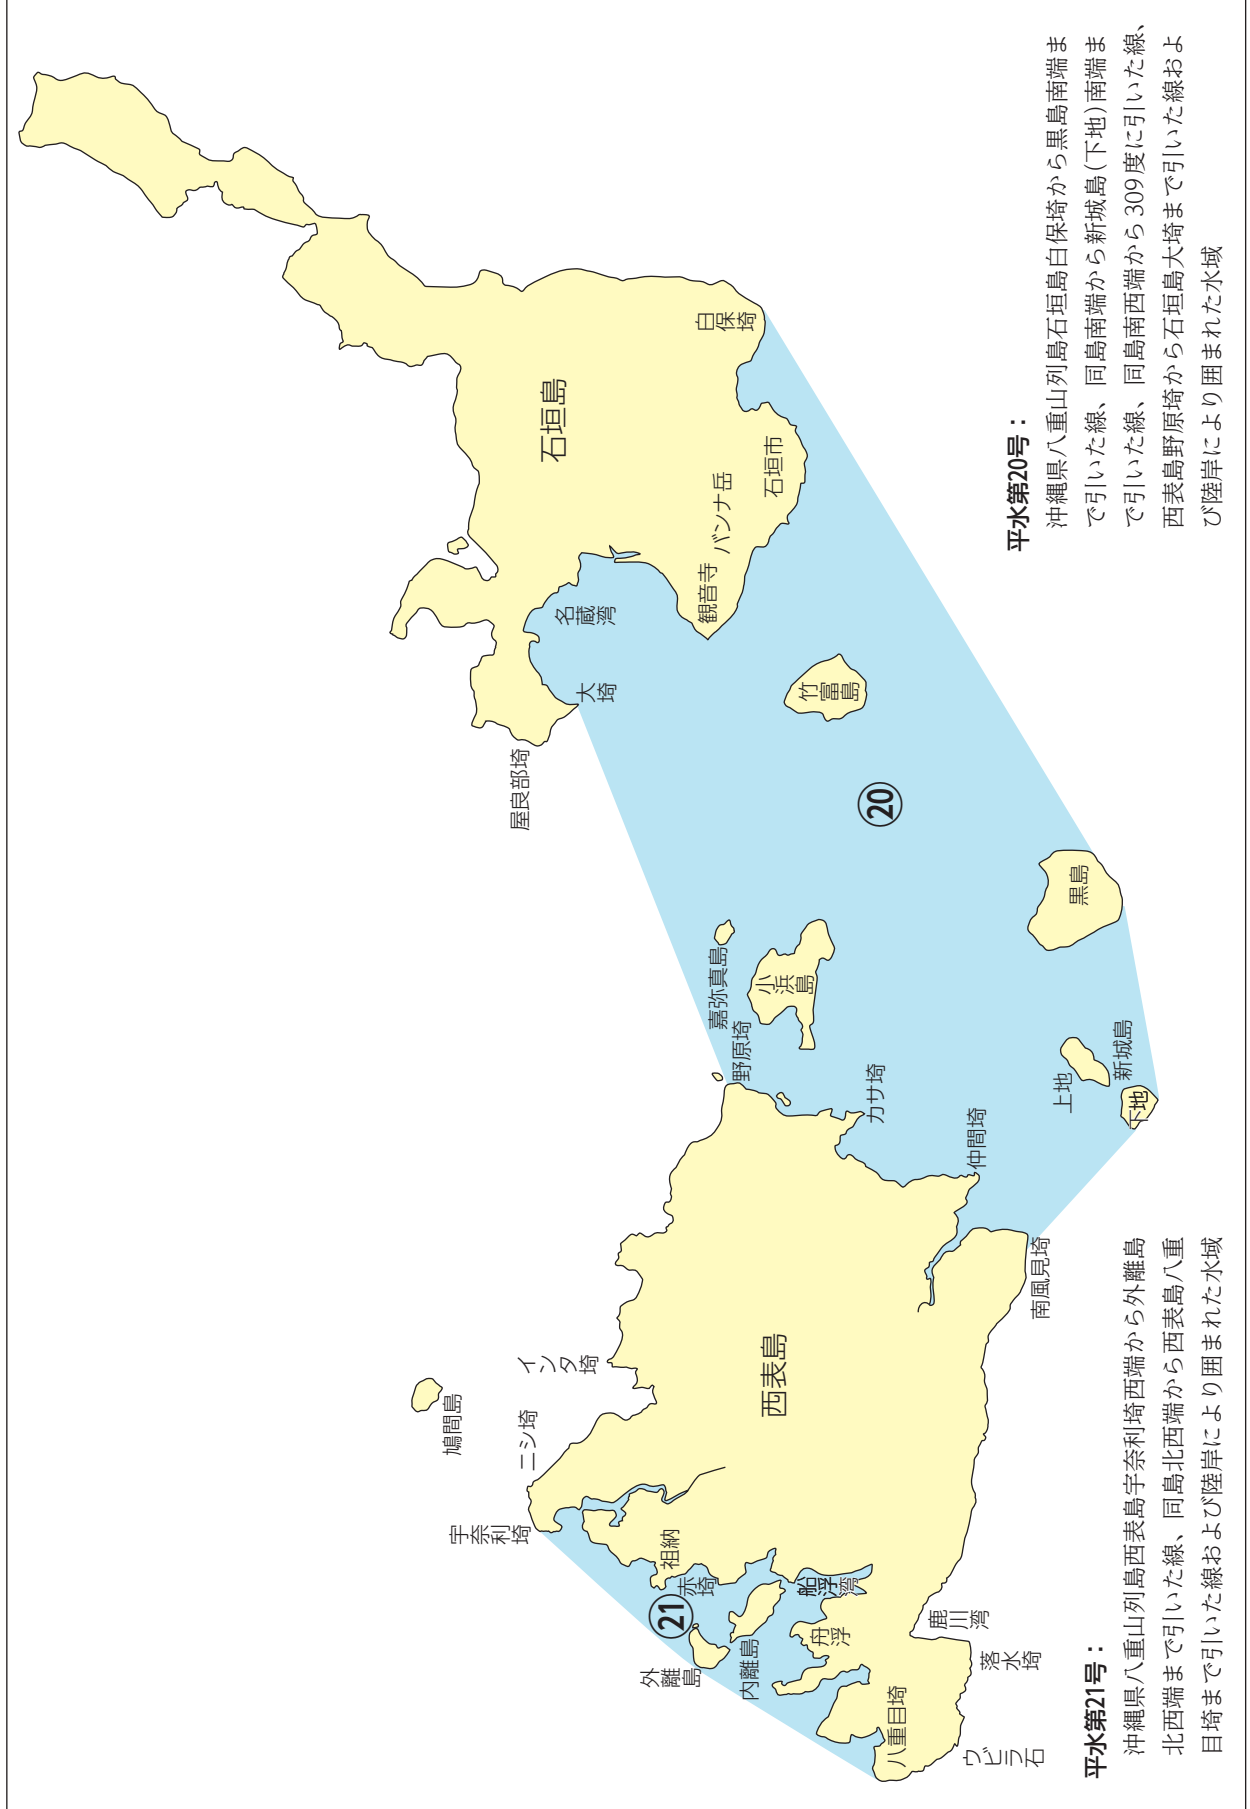 石垣島
白保埼
石垣市
バンナ岳
観音寺
名蔵湾
大埼
屋良部埼
竹富島
⑳
黒島
嘉弥真島
小浜島
野原埼
カサ埼
新城島
上地
下地
仲間埼
南風見埼
西表島
インタ埼
鳩間島
ニシ埼
宇奈利埼
祖納
赤埼
㉑
外離島
内離島
船浮湾
舟浮
鹿川湾
落水埼
八重目埼
ウビラ石
平水第20号：
沖縄県八重山列島石垣島白保埼から黒島南端ま
で引いた線、同島南端から新城島(下地)南端ま
で引いた線、同島南西端から309度に引いた線、
西表島野原埼から石垣島大埼まで引いた線およ
び陸岸により囲まれた水域
平水第21号：
沖縄県八重山列島西表島宇奈利埼西端から外離島
北西端まで引いた線、同島北西端から西表島八重
目埼まで引いた線および陸岸により囲まれた水域